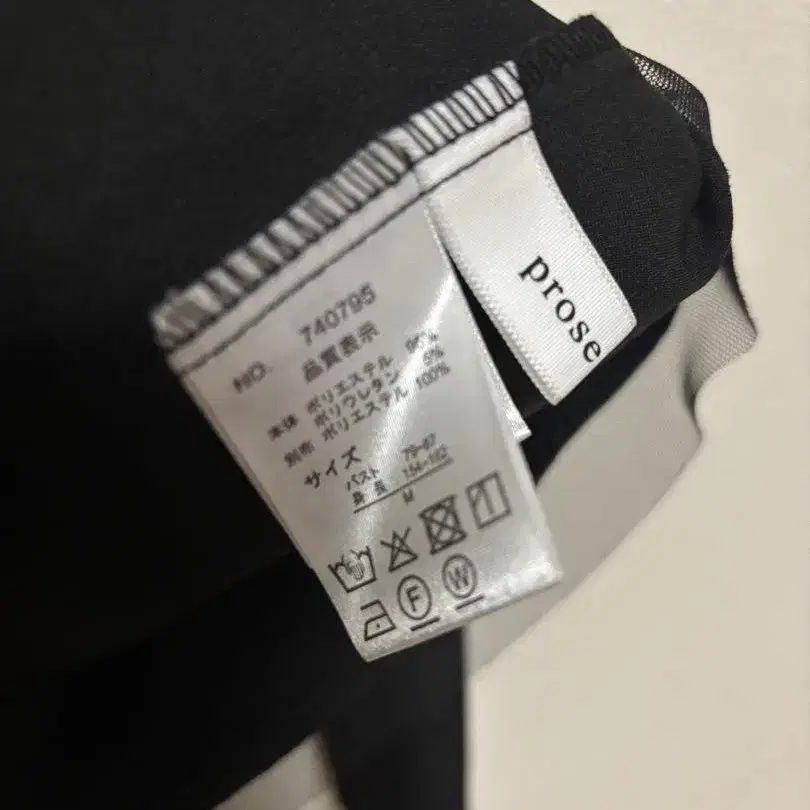 prose
NO. 740795
品質表示
本体 ポリエステル 95%
ポリウレタン 5%
別布 ポリエステル 100%
サイズ
バスト 79-87
身長 154-162
M
F W